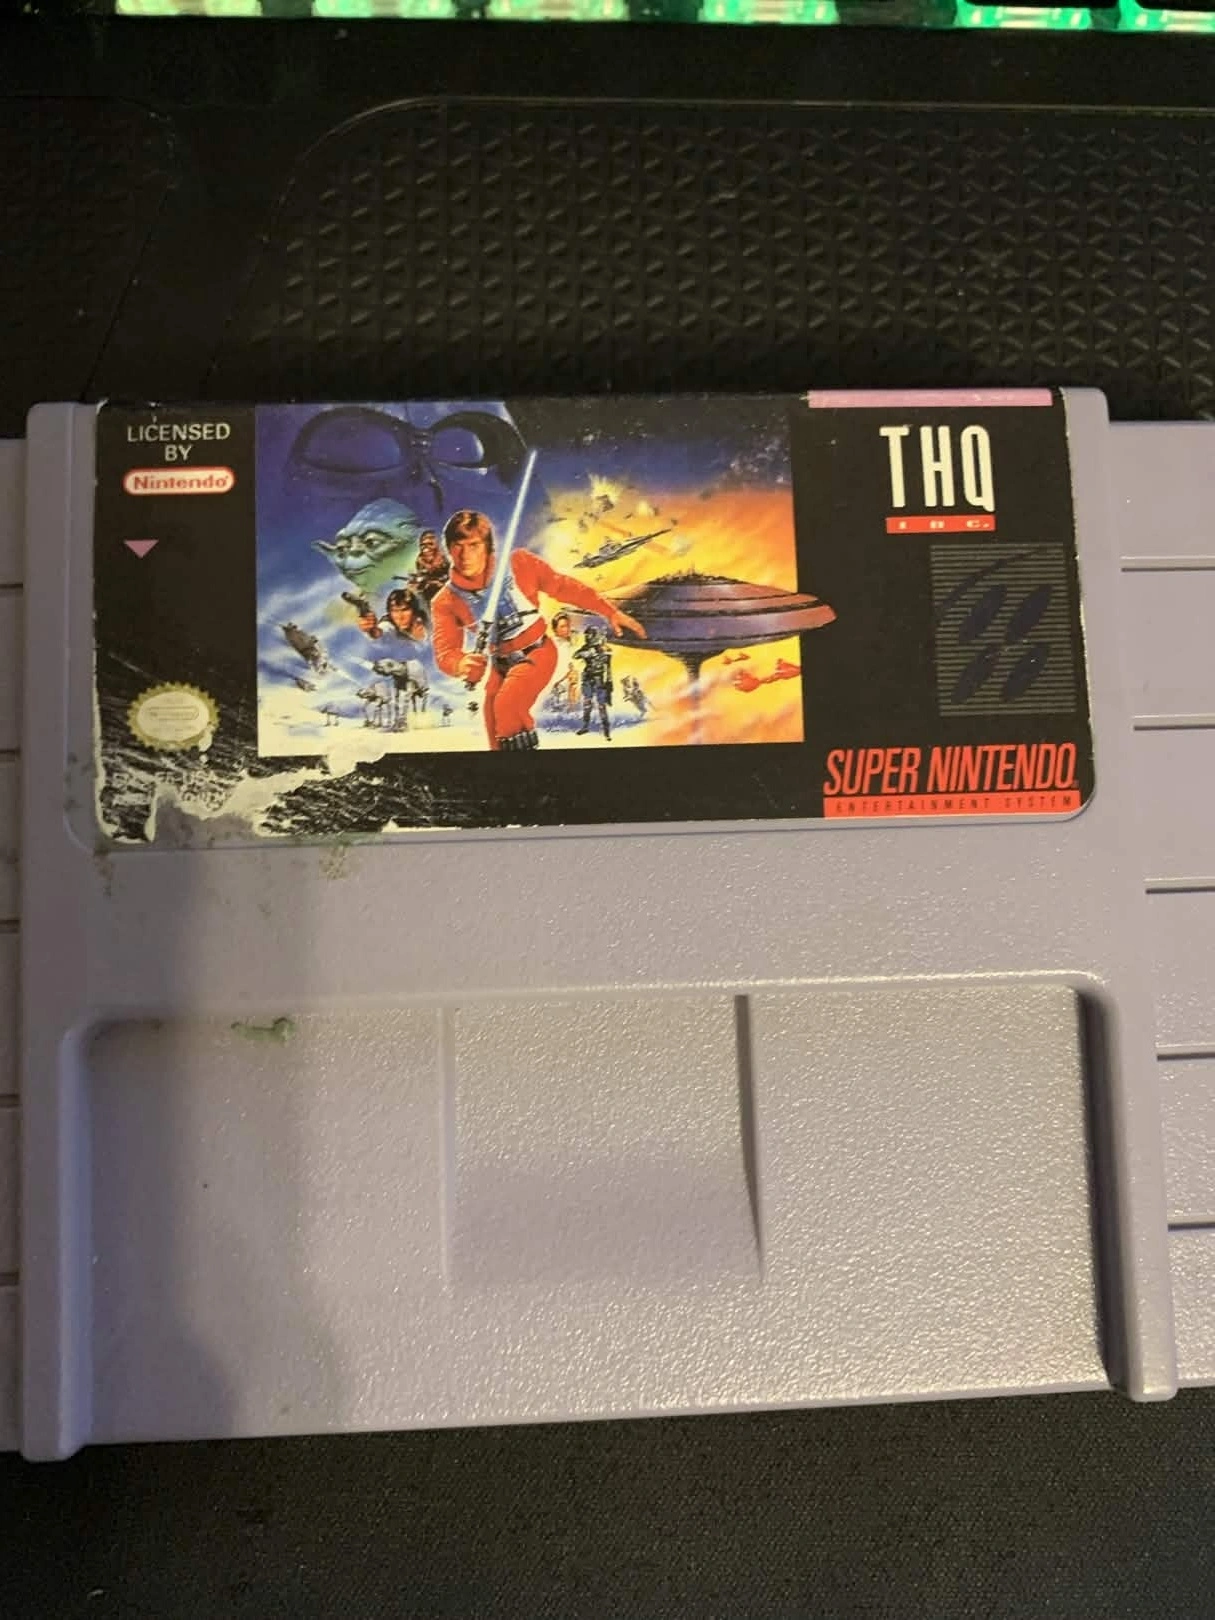 LICENSED
BY
Nintendo
THQ
INC.
SUPER NINTENDO
ENTERTAINMENT SYSTEM